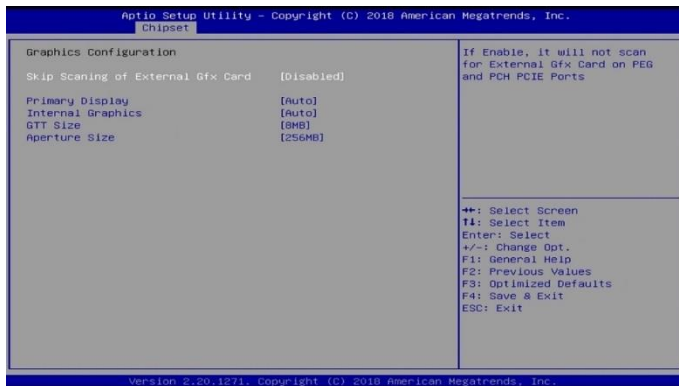 Aptio Setup Utility – Copyright (C) 2018 American Megatrends, Inc.
Chipset
Graphics Configuration
Skip Scaning of External Gfx Card [Disabled]
Primary Display [Auto]
Internal Graphics [Auto]
GTT Size [8MB]
Aperture Size [256MB]
If Enable, it will not scan
for External Gfx Card on PEG
and PCH PCIE Ports
→←: Select Screen
↑↓: Select Item
Enter: Select
+/-: Change Opt.
F1: General Help
F2: Previous Values
F3: Optimized Defaults
F4: Save & Exit
ESC: Exit
Version 2.20.1271. Copyright (C) 2018 American Megatrends, Inc.